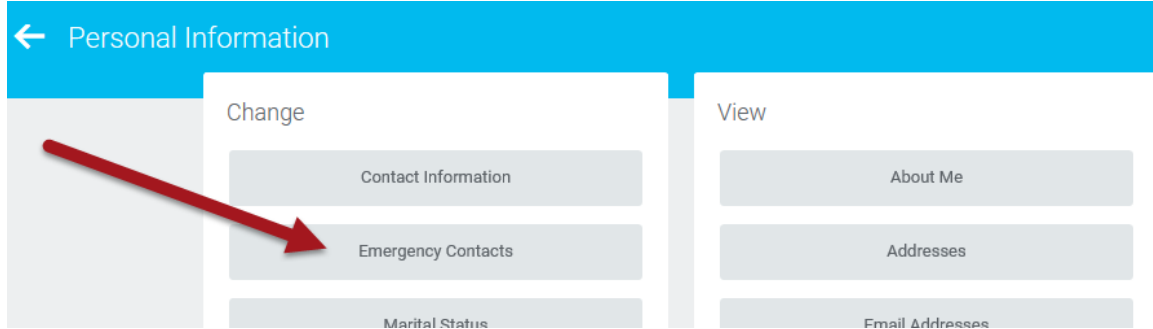 Personal Information
Change
Contact Information
Emergency Contacts
Marital Status
View
About Me
Addresses
Email Addresses